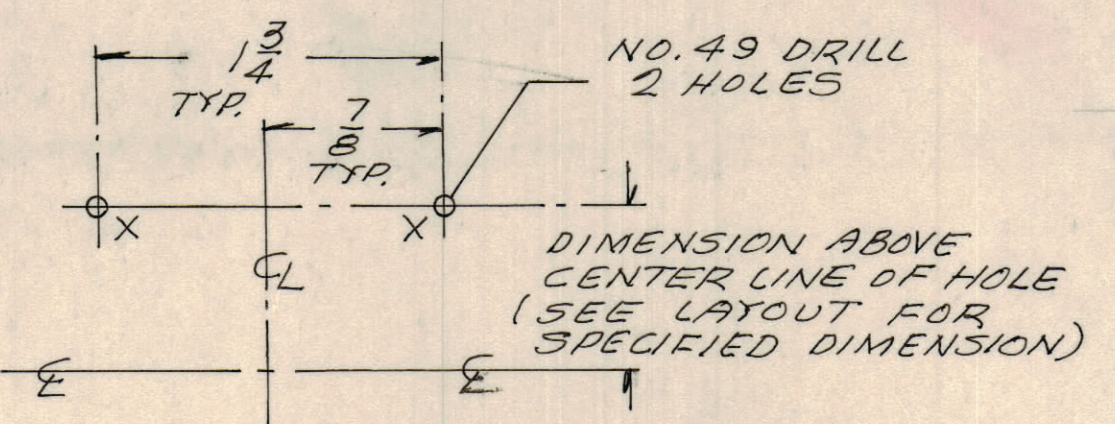 1 3/4
TYP.
7/8
TYP.
NO. 49 DRILL
2 HOLES
X
X
CL
DIMENSION ABOVE
CENTER LINE OF HOLE
(SEE LAYOUT FOR
SPECIFIED DIMENSION)
℄
℄